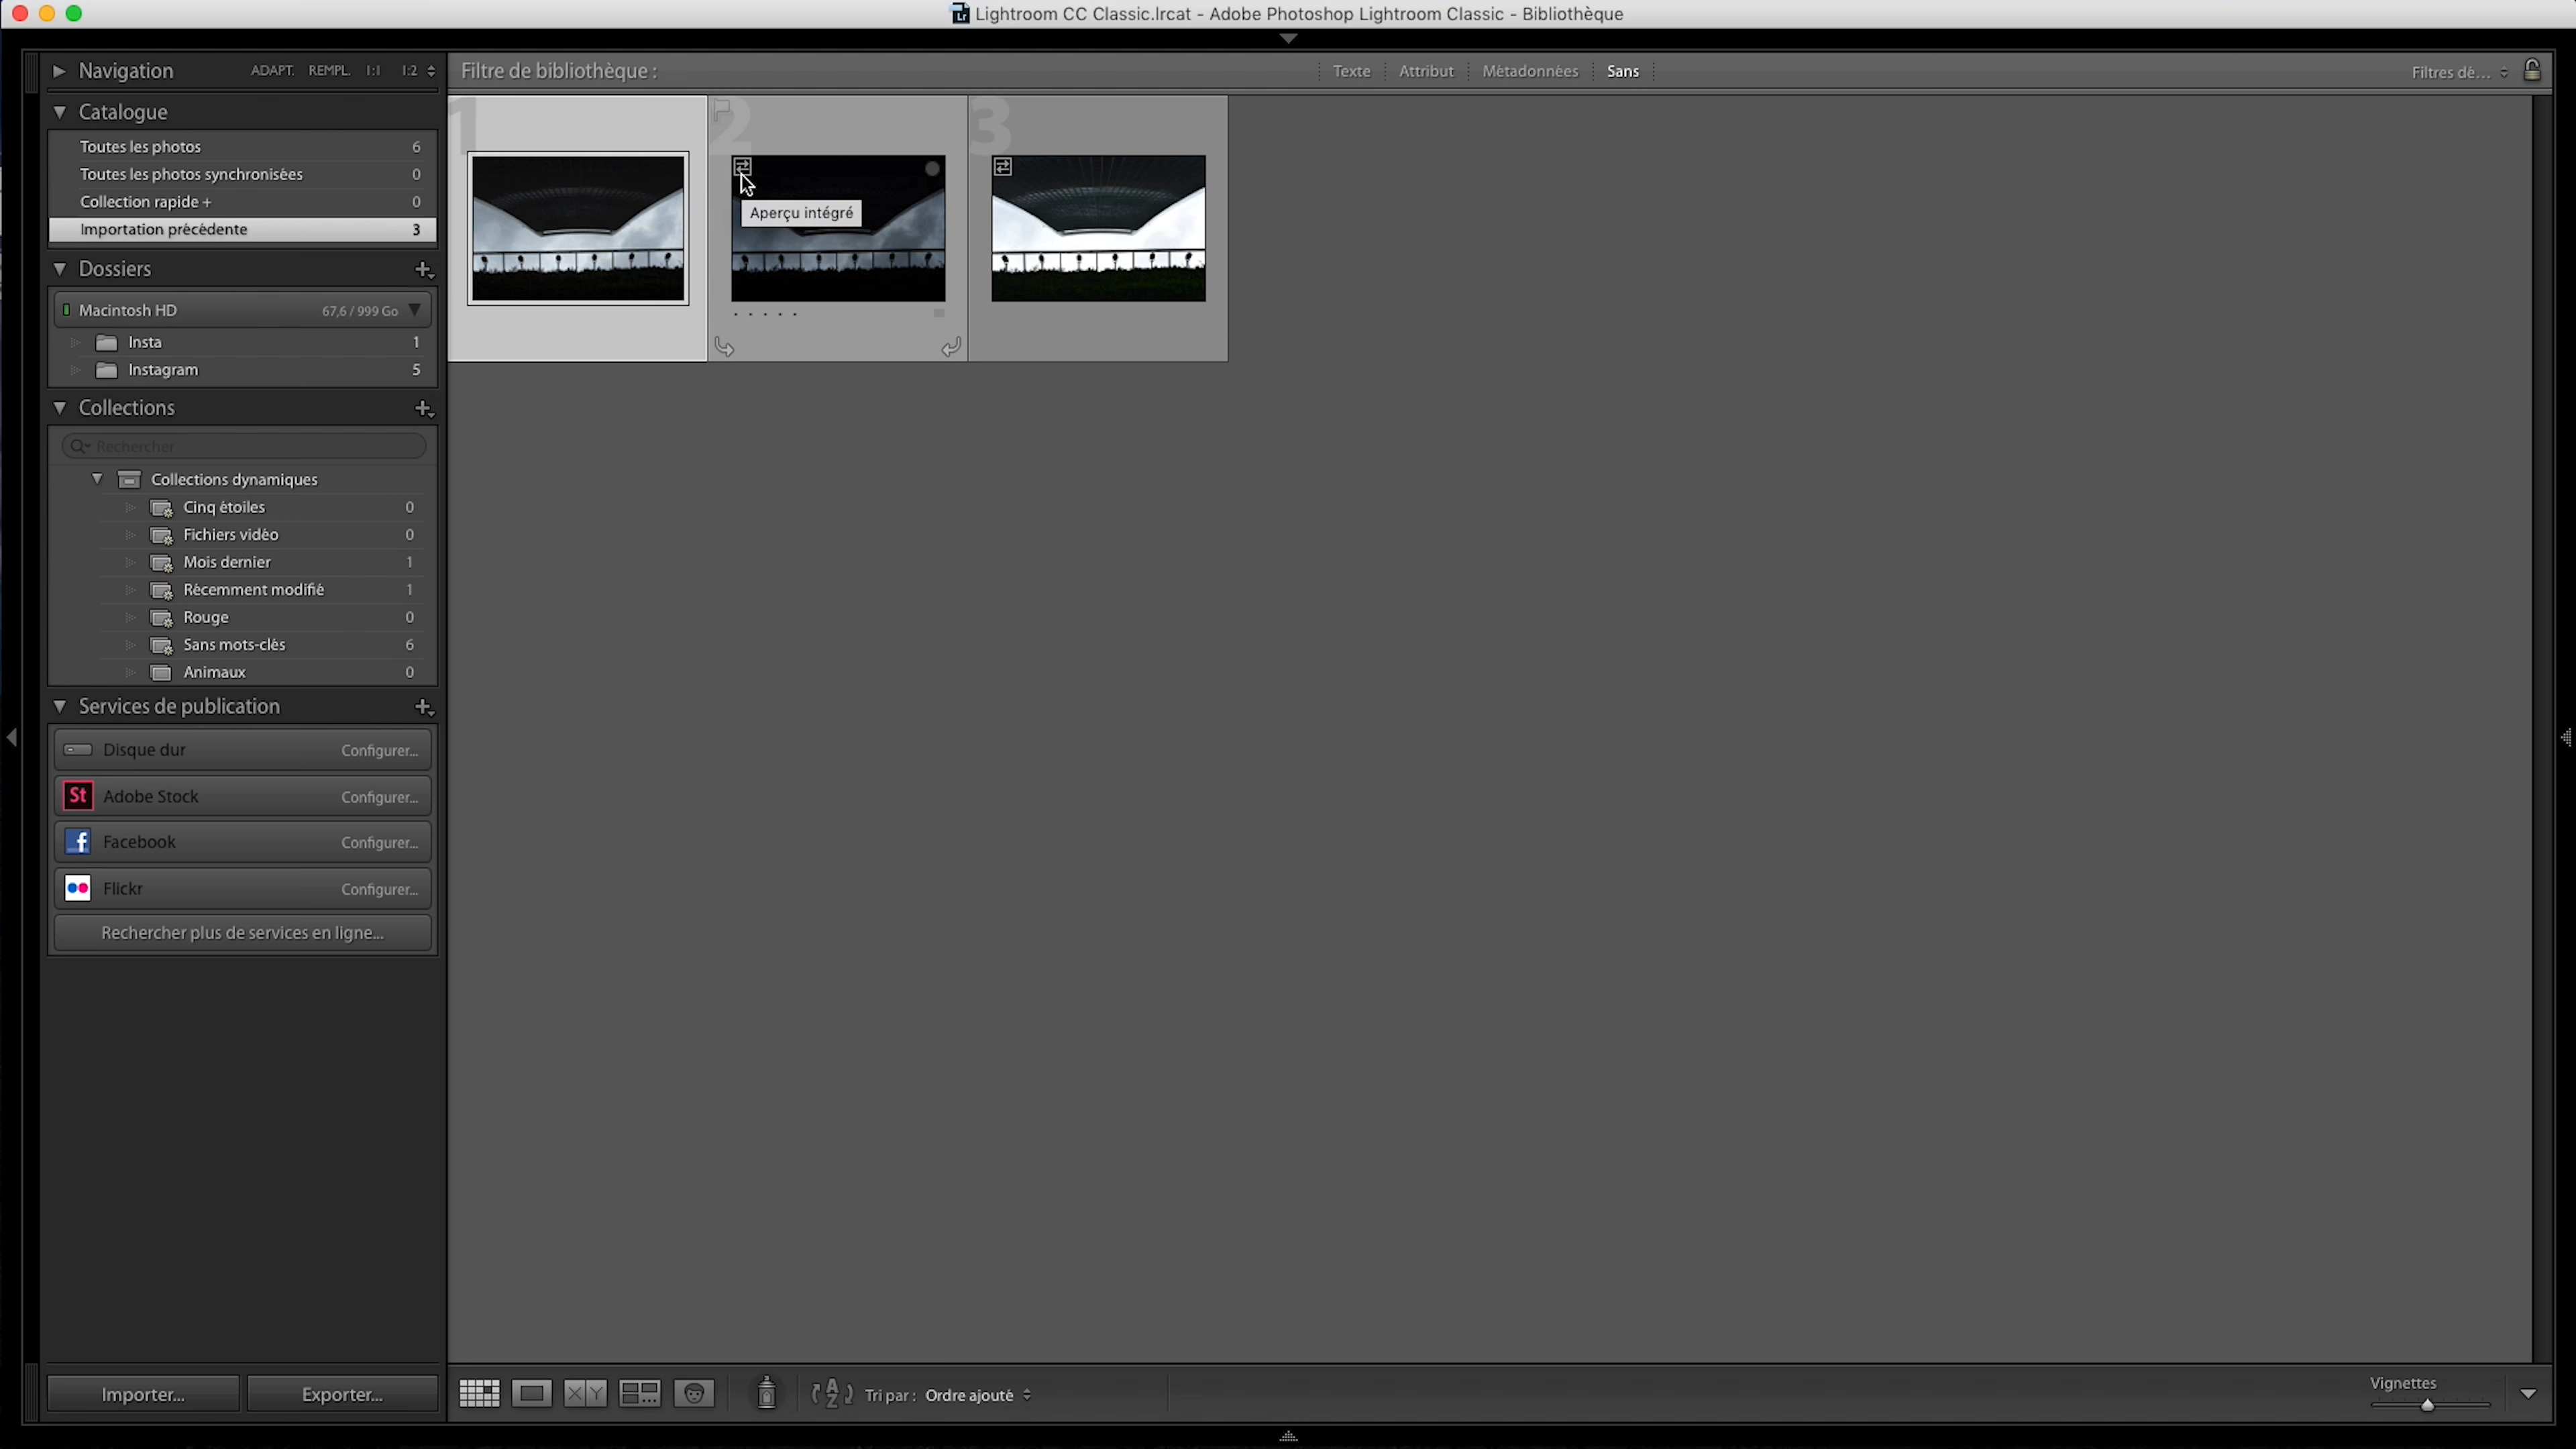 Lightroom CC Classic.lrcat - Adobe Photoshop Lightroom Classic - Bibliothèque
Navigation ADAPT. REMPL. 1:1 1:2
Filtre de bibliothèque : Texte Attribut Métadonnées Sans Filtres dé...
Catalogue
Toutes les photos 6
Toutes les photos synchronisées 0
Collection rapide + 0
Importation précédente 3
1 2 3
Aperçu intégré
Dossiers
Macintosh HD 67,6 / 999 Go
Insta 1
Instagram 5
Collections
Rechercher
Collections dynamiques
Cinq étoiles 0
Fichiers vidéo 0
Mois dernier 1
Récemment modifié 1
Rouge 0
Sans mots-clés 6
Animaux 0
Services de publication
Disque dur Configurer...
St Adobe Stock Configurer...
f Facebook Configurer...
Flickr Configurer...
Rechercher plus de services en ligne...
Importer... Exporter... X Y A Z Tri par : Ordre ajouté Vignettes